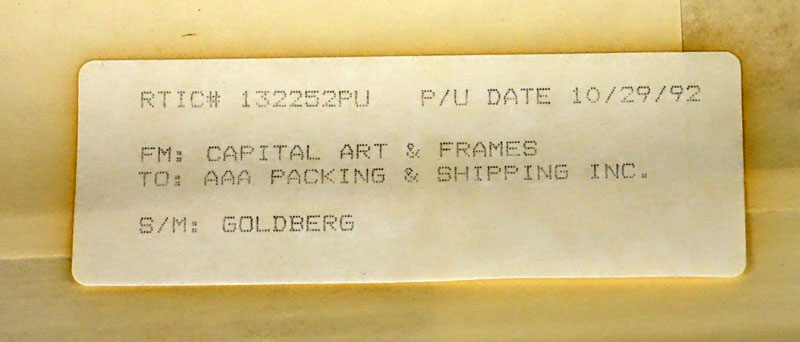 RTIC# 132252PU P/U DATE 10/29/92
FM: CAPITAL ART & FRAMES
TO: AAA PACKING & SHIPPING INC.
S/M: GOLDBERG